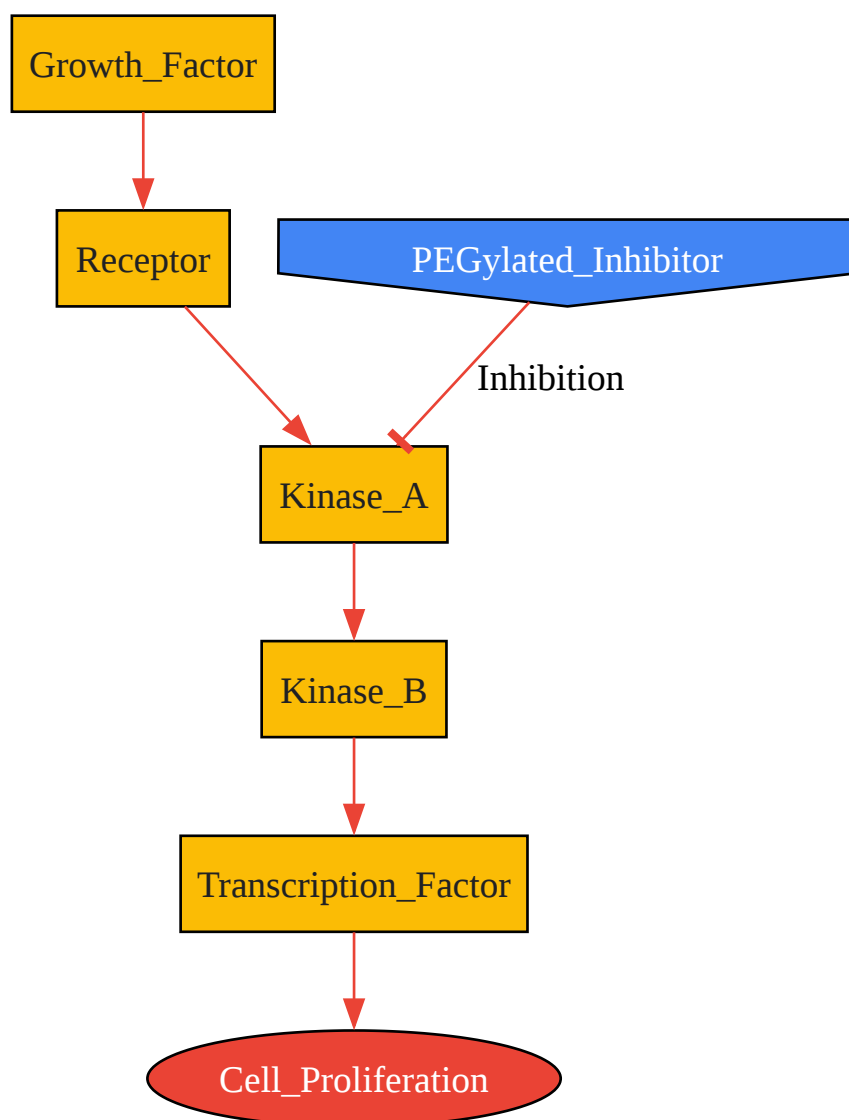 Growth_Factor
Receptor
PEGylated_Inhibitor
Inhibition
Kinase_A
Kinase_B
Transcription_Factor
Cell_Proliferation